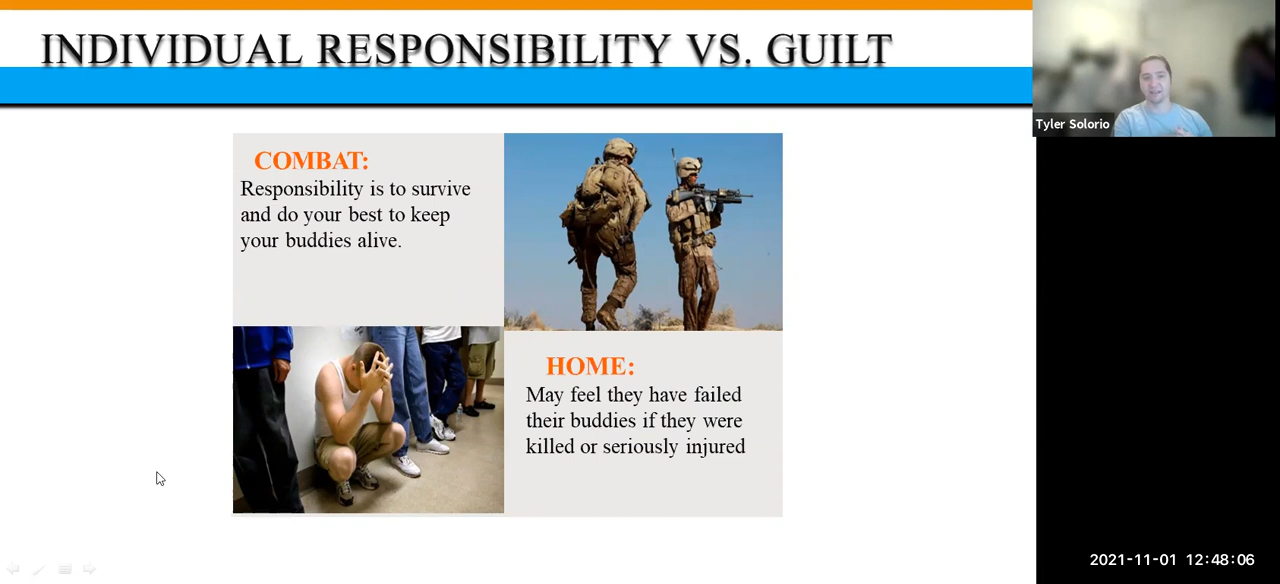 INDIVIDUAL RESPONSIBILITY VS. GUILT
Tyler Solorio
COMBAT:
Responsibility is to survive
and do your best to keep
your buddies alive.
HOME:
May feel they have failed
their buddies if they were
killed or seriously injured
2021-11-01 12:48:06